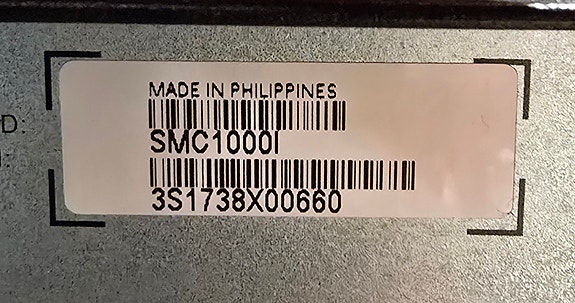 MADE IN PHILIPPINES
D:
SMC1000I
3S1738X00660